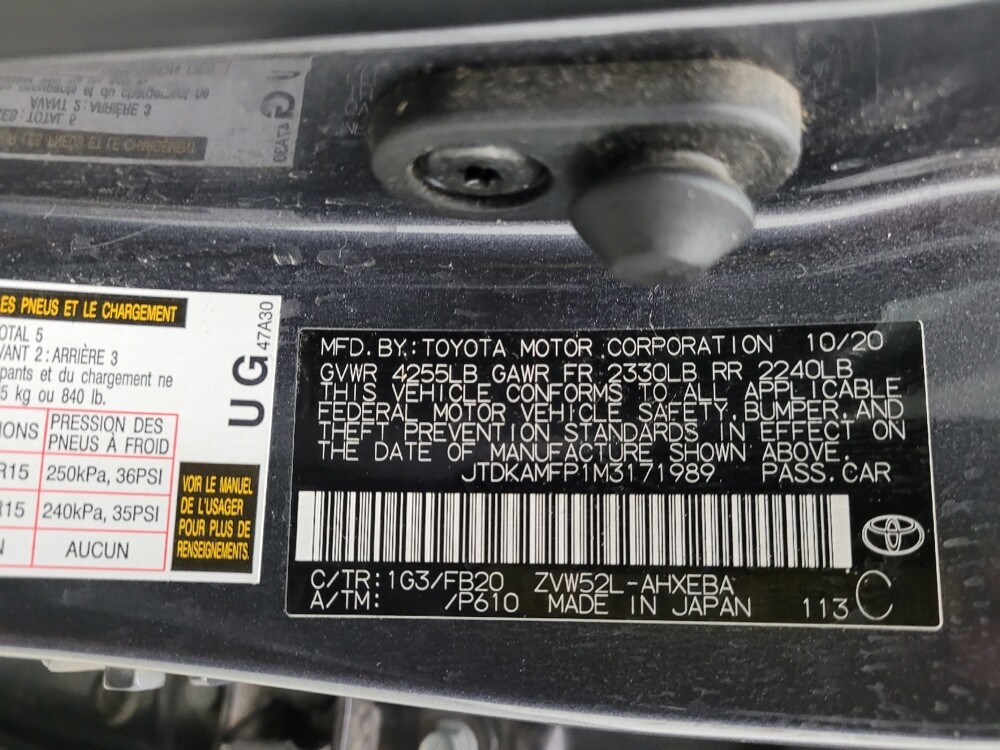 ES PNEUS ET LE CHARGEMENT
OTAL 5
VANT 2: ARRIÈRE 3
pants et du chargement ne
5 kg ou 840 lb.
UG
47A30
IONS
PRESSION DES
PNEUS À FROID
R15
250kPa, 36PSI
R15
240kPa, 35PSI
N
AUCUN
VOIR LE MANUEL
DE L'USAGER
POUR PLUS DE
RENSEIGNEMENTS.
MFD. BY: TOYOTA MOTOR CORPORATION 10/20
GVWR 4255LB GAWR FR 2330LB RR 2240LB
THIS VEHICLE CONFORMS TO ALL APPLICABLE
FEDERAL MOTOR VEHICLE SAFETY, BUMPER, AND
THEFT PREVENTION STANDARDS IN EFFECT ON
THE DATE OF MANUFACTURE SHOWN ABOVE.
JTDKAMFP1M3171989 PASS. CAR
C/TR: 1G3/FB20 ZVW52L-AHXEBA
A/TM: /P610 MADE IN JAPAN 113 C